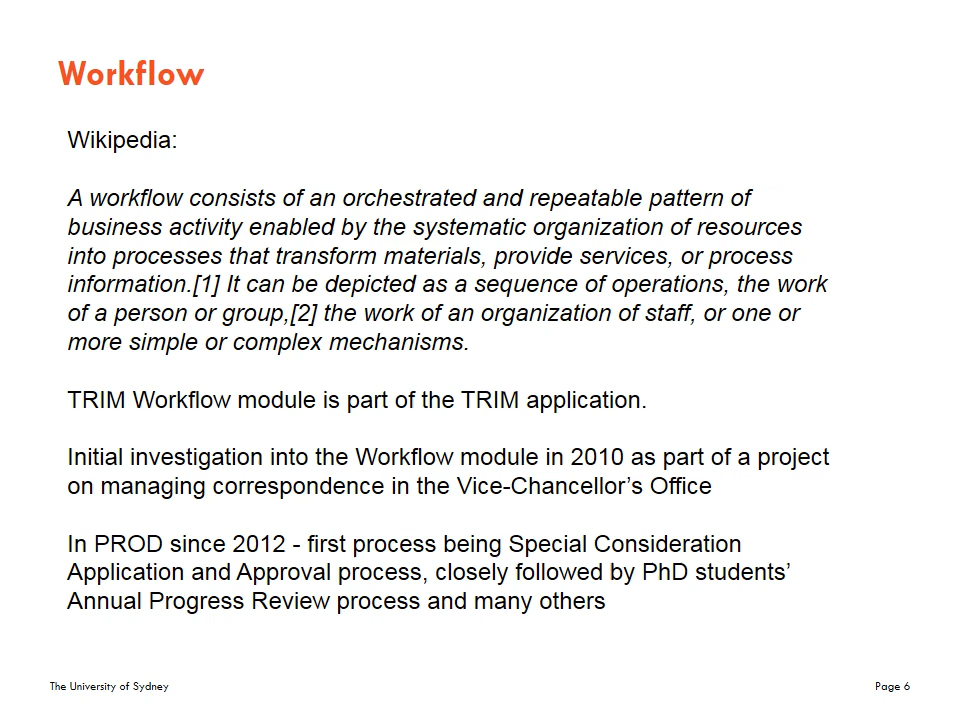 Workflow
Wikipedia:
A workflow consists of an orchestrated and repeatable pattern of
business activity enabled by the systematic organization of resources
into processes that transform materials, provide services, or process
information.[1] It can be depicted as a sequence of operations, the work
of a person or group,[2] the work of an organization of staff, or one or
more simple or complex mechanisms.
TRIM Workflow module is part of the TRIM application.
Initial investigation into the Workflow module in 2010 as part of a project
on managing correspondence in the Vice-Chancellor’s Office
In PROD since 2012 - first process being Special Consideration
Application and Approval process, closely followed by PhD students’
Annual Progress Review process and many others
The University of Sydney
Page 6